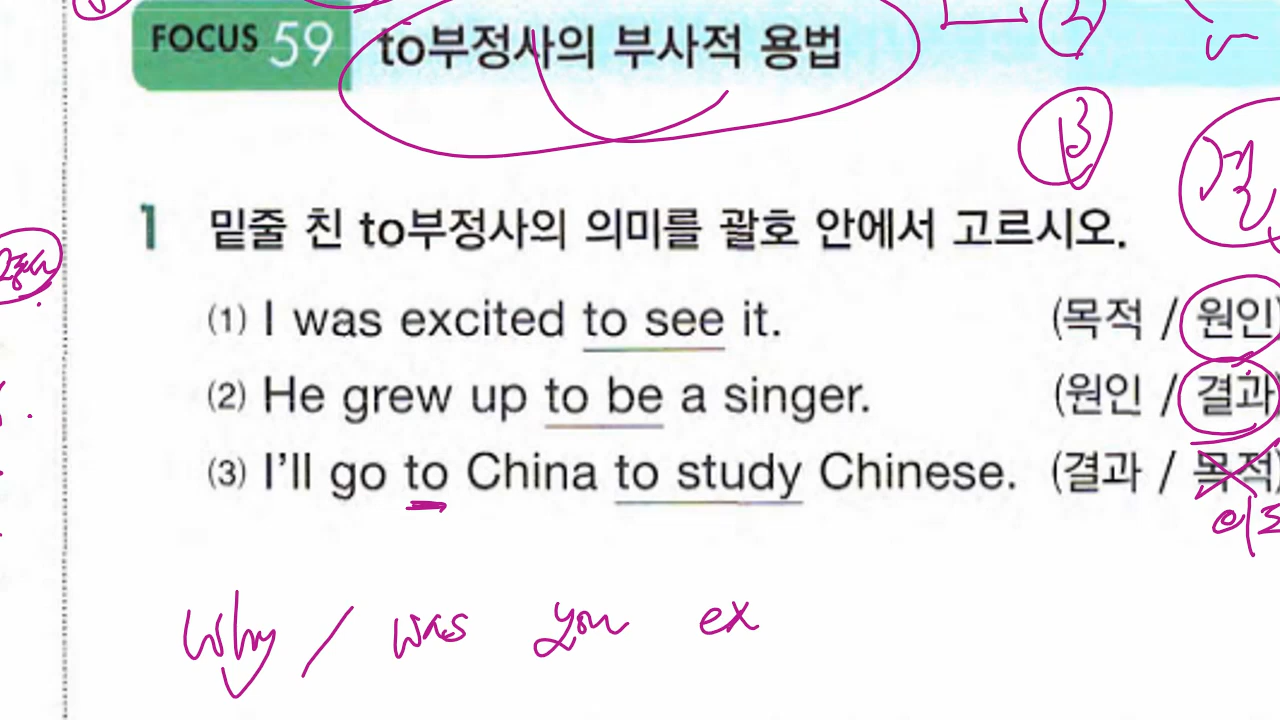 FOCUS 59 to부정사의 부사적 용법
1 밑줄 친 to부정사의 의미를 괄호 안에서 고르시오.
(1) I was excited to see it. (목적 / 원인)
(2) He grew up to be a singer. (원인 / 결과)
(3) I'll go to China to study Chinese. (결과 / 목적)
Why / was you ex